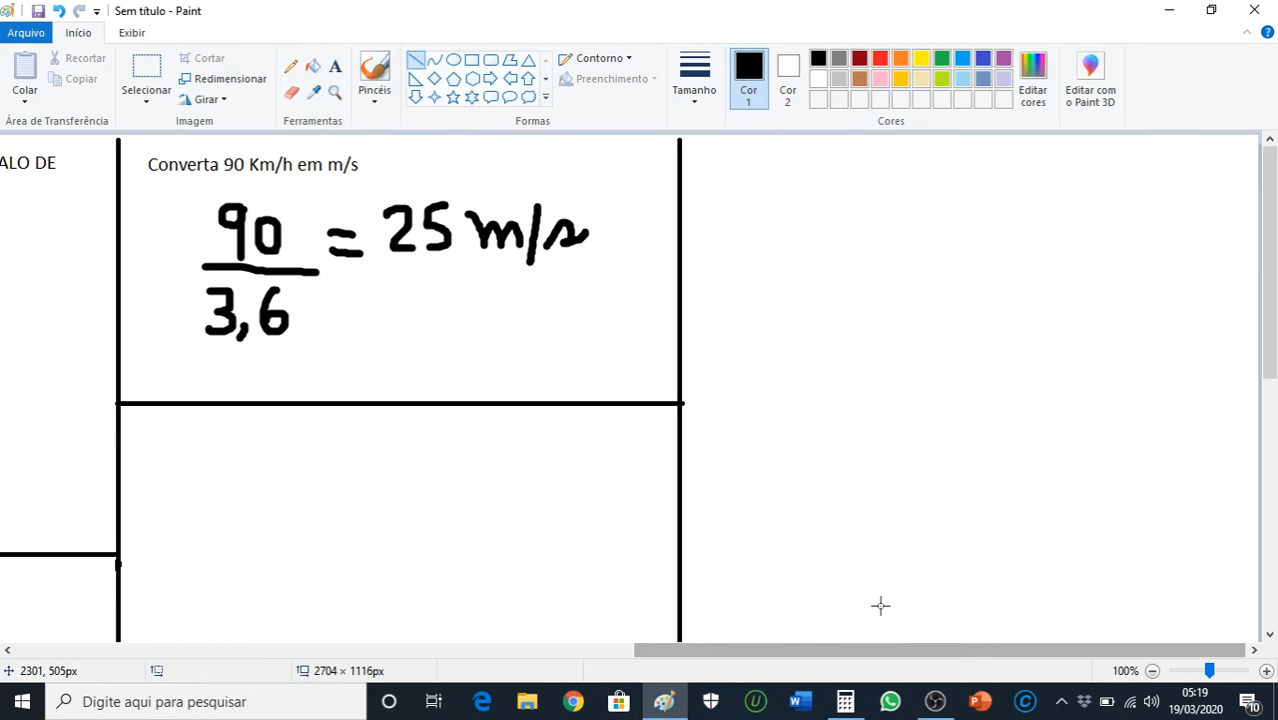 Sem título - Paint
Arquivo Início Exibir
Colar
Recortar
Copiar
Área de Transferência
Selecionar
Cortar
Redimensionar
Girar
Imagem
A
Ferramentas
Pincéis
Contorno
Preenchimento
Formas
Tamanho
Cor 1
Cor 2
Editar cores
Cores
Editar com o Paint 3D
ALO DE
Converta 90 Km/h em m/s
90 = 25 m/s
3,6
2301, 505px
2704 × 1116px
100%
Digite aqui para pesquisar
05:19
19/03/2020
10